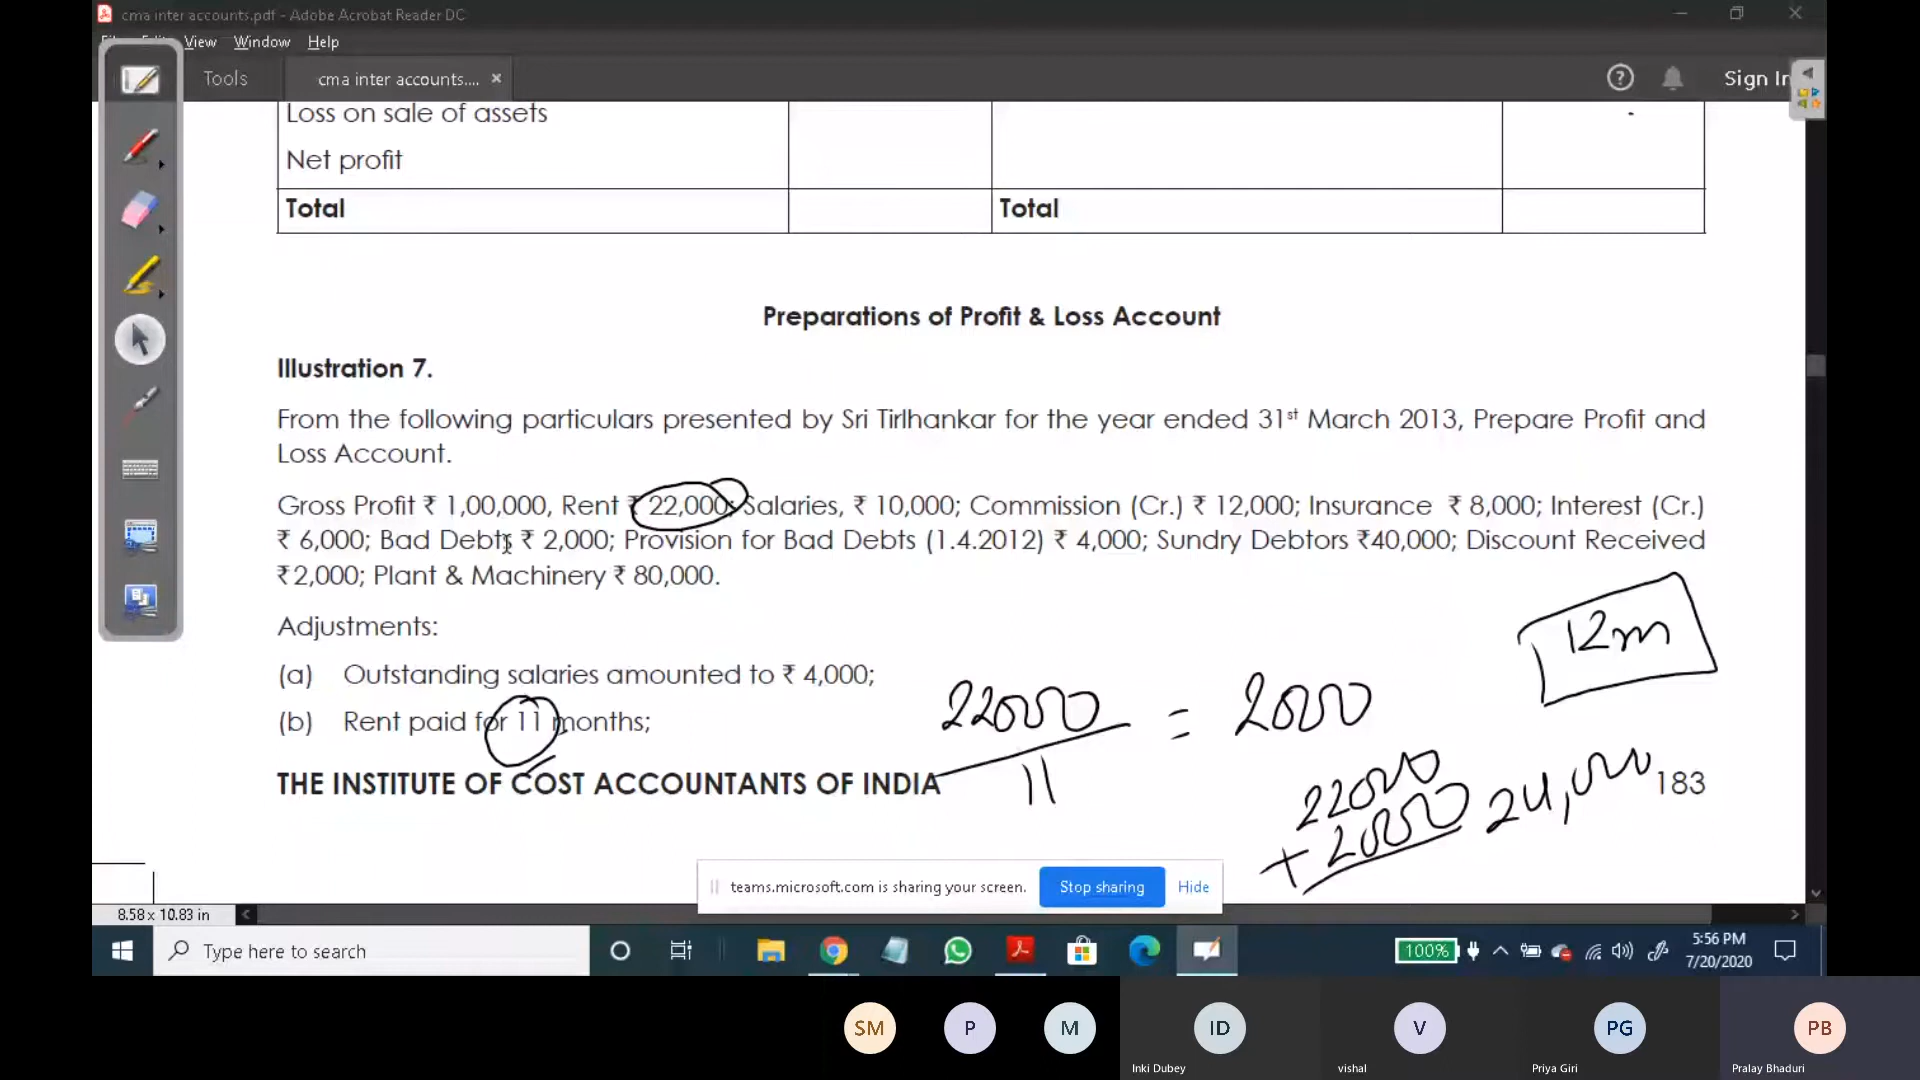 cma inter accounts.pdf - Adobe Acrobat Reader DC
View Window Help
Tools cma inter accounts.... × Sign In
Loss on sale of assets
Net profit
Total Total
Preparations of Profit & Loss Account
Illustration 7.
From the following particulars presented by Sri Tirlhankar for the year ended 31st March 2013, Prepare Profit and
Loss Account.
Gross Profit ₹ 1,00,000, Rent ₹ 22,000; Salaries, ₹ 10,000; Commission (Cr.) ₹ 12,000; Insurance ₹ 8,000; Interest (Cr.)
₹ 6,000; Bad Debts ₹ 2,000; Provision for Bad Debts (1.4.2012) ₹ 4,000; Sundry Debtors ₹40,000; Discount Received
₹2,000; Plant & Machinery ₹ 80,000.
12m
Adjustments:
(a) Outstanding salaries amounted to ₹ 4,000;
22000 = 2000
11
(b) Rent paid for 11 months;
22000
+2000 24,000
THE INSTITUTE OF COST ACCOUNTANTS OF INDIA 183
teams.microsoft.com is sharing your screen. Stop sharing Hide
8.58 x 10.83 in
Type here to search
100% 5:56 PM
7/20/2020
SM P M ID V PG PB
Inki Dubey vishal Priya Giri Pralay Bhaduri